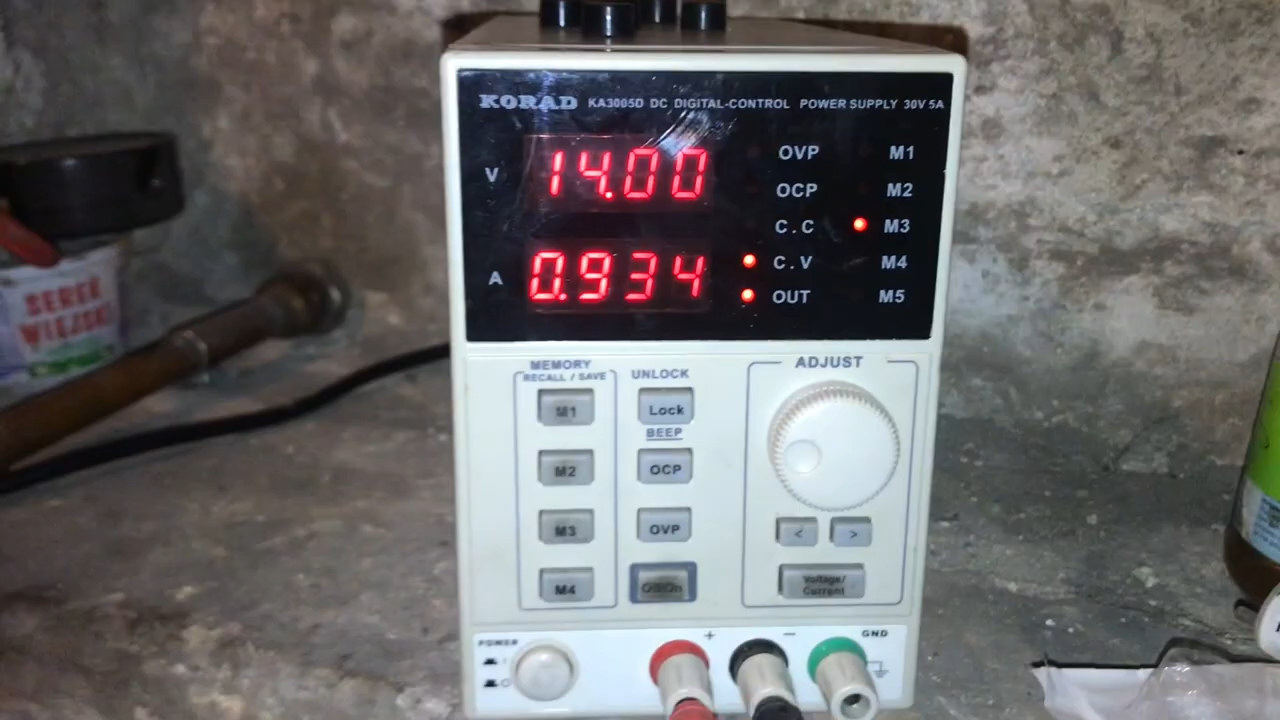 KORAD KA3005D DC DIGITAL-CONTROL POWER SUPPLY 30V 5A
V 14.00
A 0.934
OVP M1
OCP M2
C.C M3
C.V M4
OUT M5
MEMORY
RECALL / SAVE
M1
M2
M3
M4
UNLOCK
Lock
BEEP
OCP
OVP
ADJUST
< >
Voltage/
Current
POWER
+ − GND
SEREK
WIEJSKI